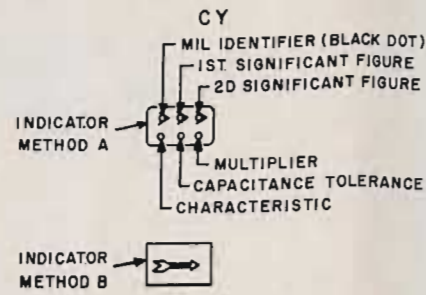 CY
MIL IDENTIFIER (BLACK DOT)
1ST. SIGNIFICANT FIGURE
2D SIGNIFICANT FIGURE
INDICATOR
METHOD A
MULTIPLIER
CAPACITANCE TOLERANCE
CHARACTERISTIC
INDICATOR
METHOD B